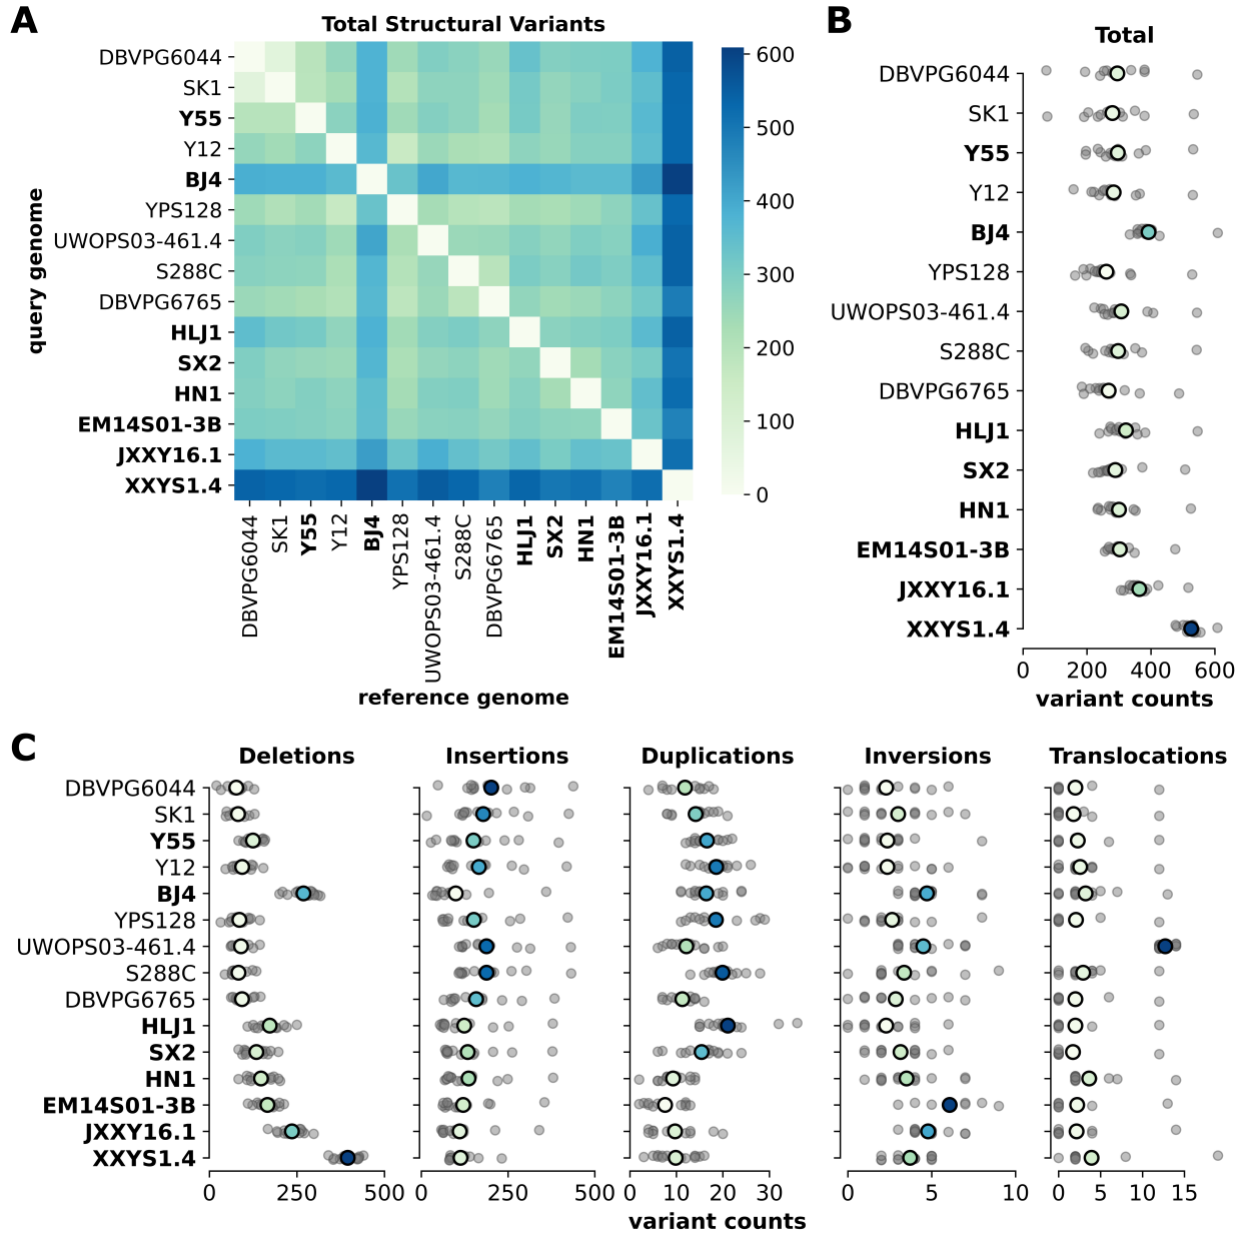 A
Total Structural Variants
query genome
DBVPG6044
SK1
Y55
Y12
BJ4
YPS128
UWOPS03-461.4
S288C
DBVPG6765
HLJ1
SX2
HN1
EM14S01-3B
JXXY16.1
XXYS1.4
DBVPG6044
SK1
Y55
Y12
BJ4
YPS128
UWOPS03-461.4
S288C
DBVPG6765
HLJ1
SX2
HN1
EM14S01-3B
JXXY16.1
XXYS1.4
reference genome
600
500
400
300
200
100
0
B
Total
DBVPG6044
SK1
Y55
Y12
BJ4
YPS128
UWOPS03-461.4
S288C
DBVPG6765
HLJ1
SX2
HN1
EM14S01-3B
JXXY16.1
XXYS1.4
0 200 400 600
variant counts
C
Deletions Insertions Duplications Inversions Translocations
DBVPG6044
SK1
Y55
Y12
BJ4
YPS128
UWOPS03-461.4
S288C
DBVPG6765
HLJ1
SX2
HN1
EM14S01-3B
JXXY16.1
XXYS1.4
0 250 500 0 250 500 0 10 20 30 0 5 10 0 5 10 15
variant counts